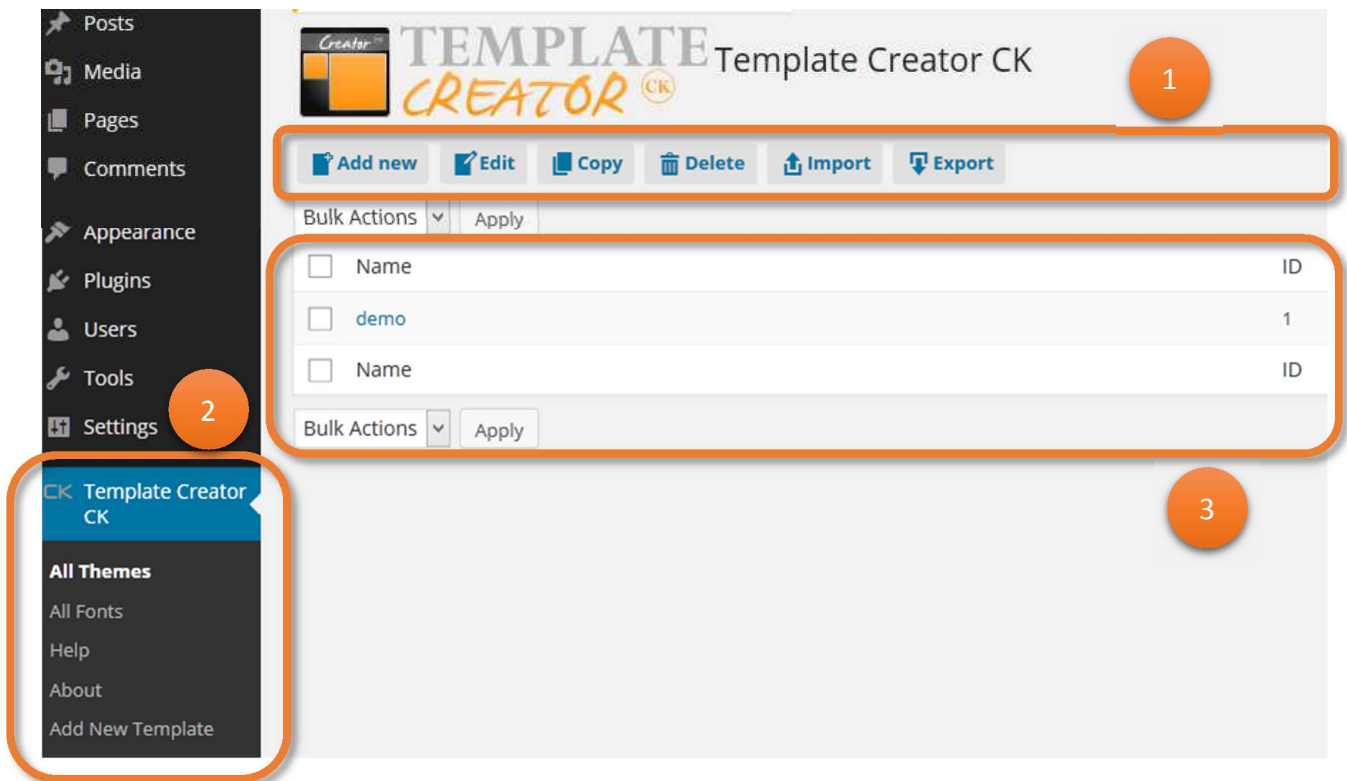 Posts
Media
Pages
Comments
Appearance
Plugins
Users
Tools
Settings
CK Template Creator
CK
All Themes
All Fonts
Help
About
Add New Template
Creator
TEMPLATE
CREATOR CK
Template Creator CK
1
Add new Edit Copy Delete Import Export
Bulk Actions Apply
Name ID
demo 1
Name ID
Bulk Actions Apply
2
3